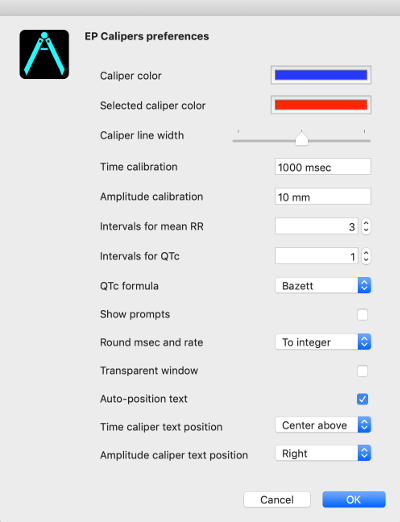 EP Calipers preferences
Caliper color
Selected caliper color
Caliper line width
Time calibration 1000 msec
Amplitude calibration 10 mm
Intervals for mean RR 3
Intervals for QTc 1
QTc formula Bazett
Show prompts
Round msec and rate To integer
Transparent window
Auto-position text
Time caliper text position Center above
Amplitude caliper text position Right
Cancel OK